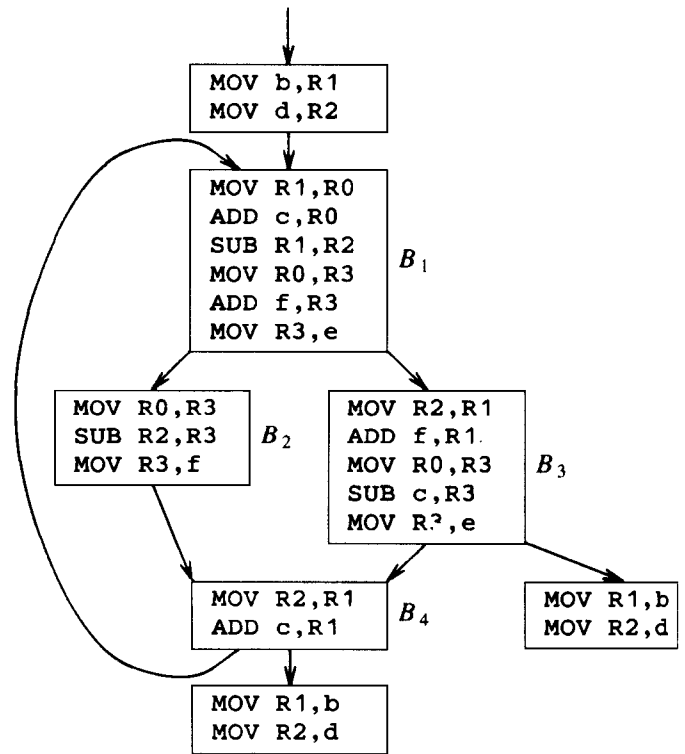 MOV b,R1
MOV d,R2
MOV R1,R0
ADD c,R0
SUB R1,R2
MOV R0,R3
ADD f,R3
MOV R3,e
B₁
MOV R0,R3
SUB R2,R3
MOV R3,f
B₂
MOV R2,R1
ADD f,R1
MOV R0,R3
SUB c,R3
MOV
B₃
MOV R2,R1
ADD c,R1
B₄
MOV R1,b
MOV R2,d
MOV R1,b
MOV R2,d